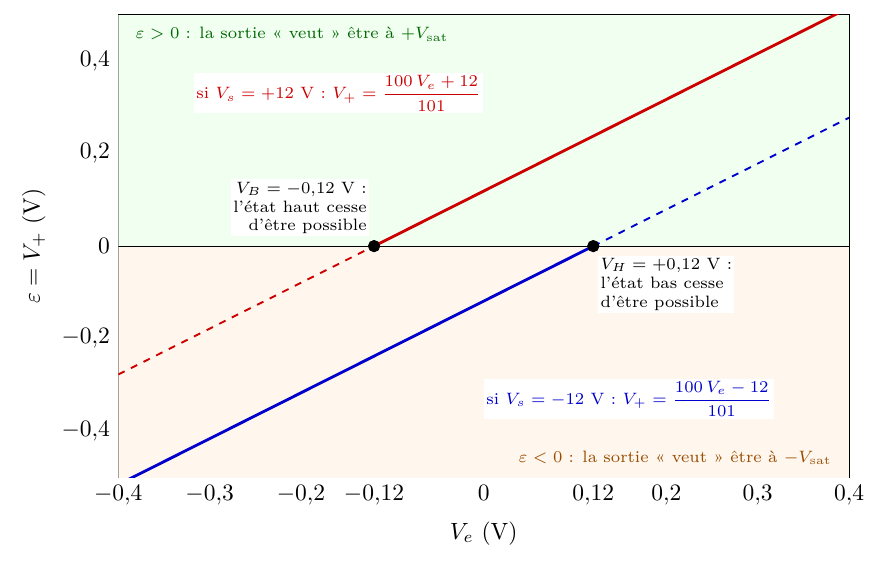 ε > 0 : la sortie « veut » être à +V_sat
si V_s = +12 V : V_+ = (100 V_e + 12)/101
V_B = −0,12 V :
l'état haut cesse
d'être possible
V_H = +0,12 V :
l'état bas cesse
d'être possible
si V_s = −12 V : V_+ = (100 V_e − 12)/101
ε < 0 : la sortie « veut » être à −V_sat
0,4
0,2
0
−0,2
−0,4
ε = V_+ (V)
−0,4 −0,3 −0,2 −0,12 0 0,12 0,2 0,3 0,4
V_e (V)